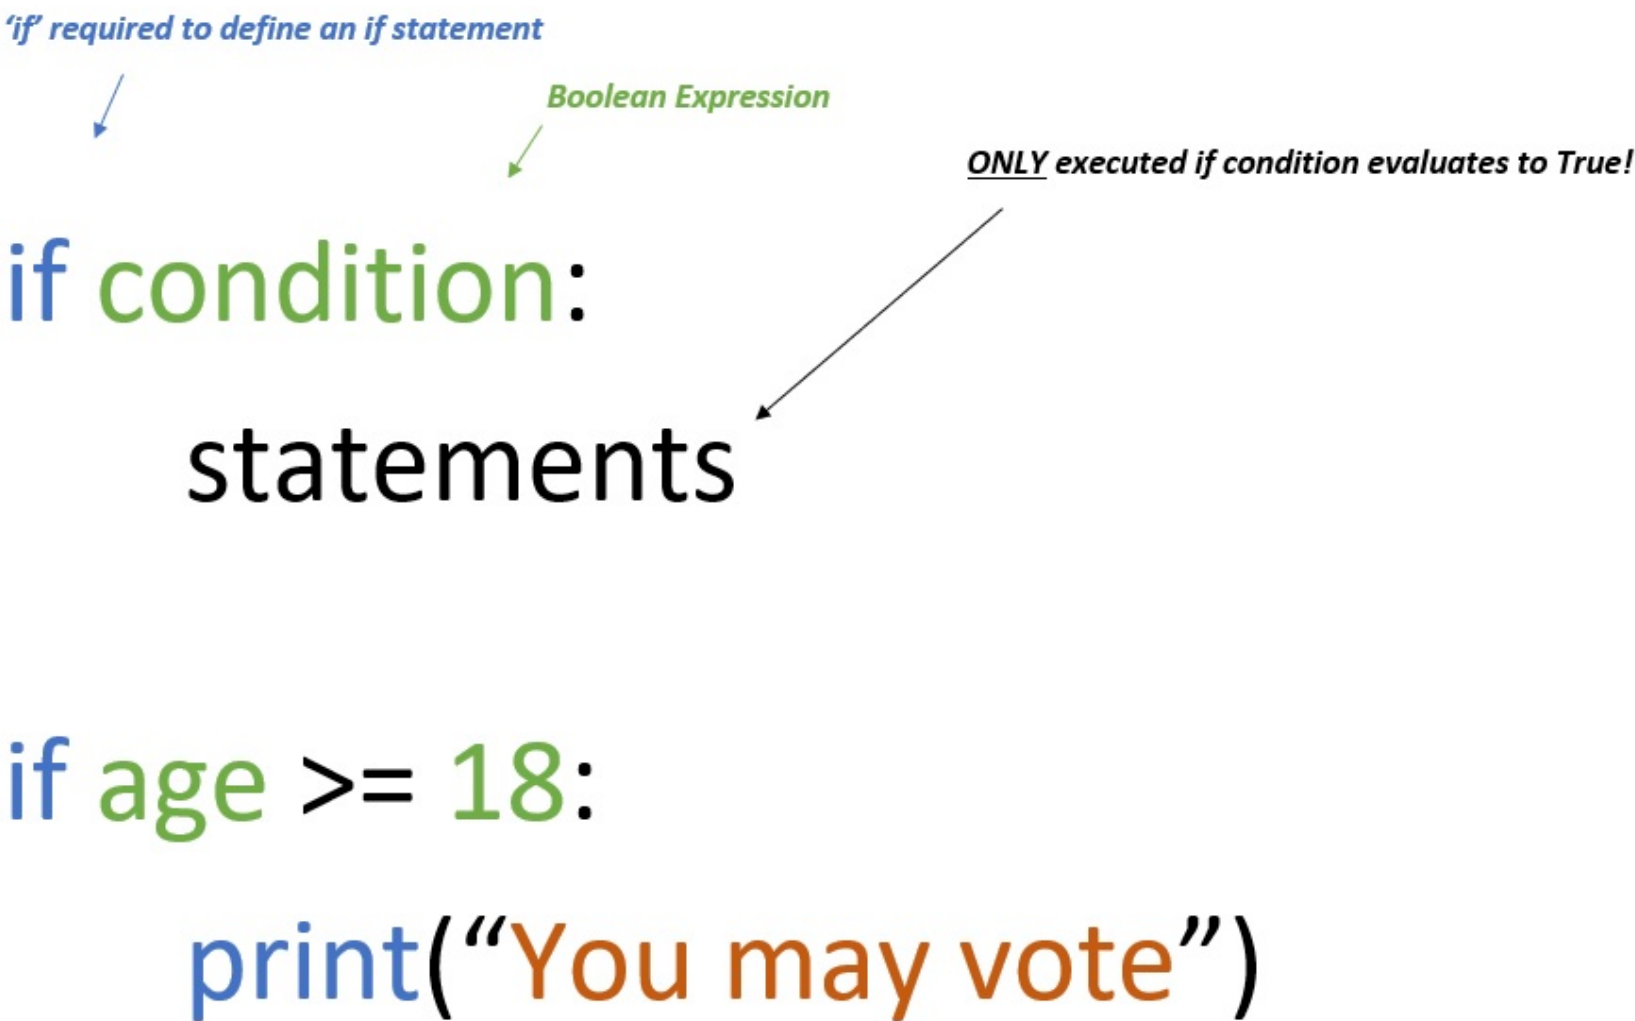 ‘if’ required to define an if statement
Boolean Expression
ONLY executed if condition evaluates to True!
if condition:
statements
if age >= 18:
print(“You may vote”)